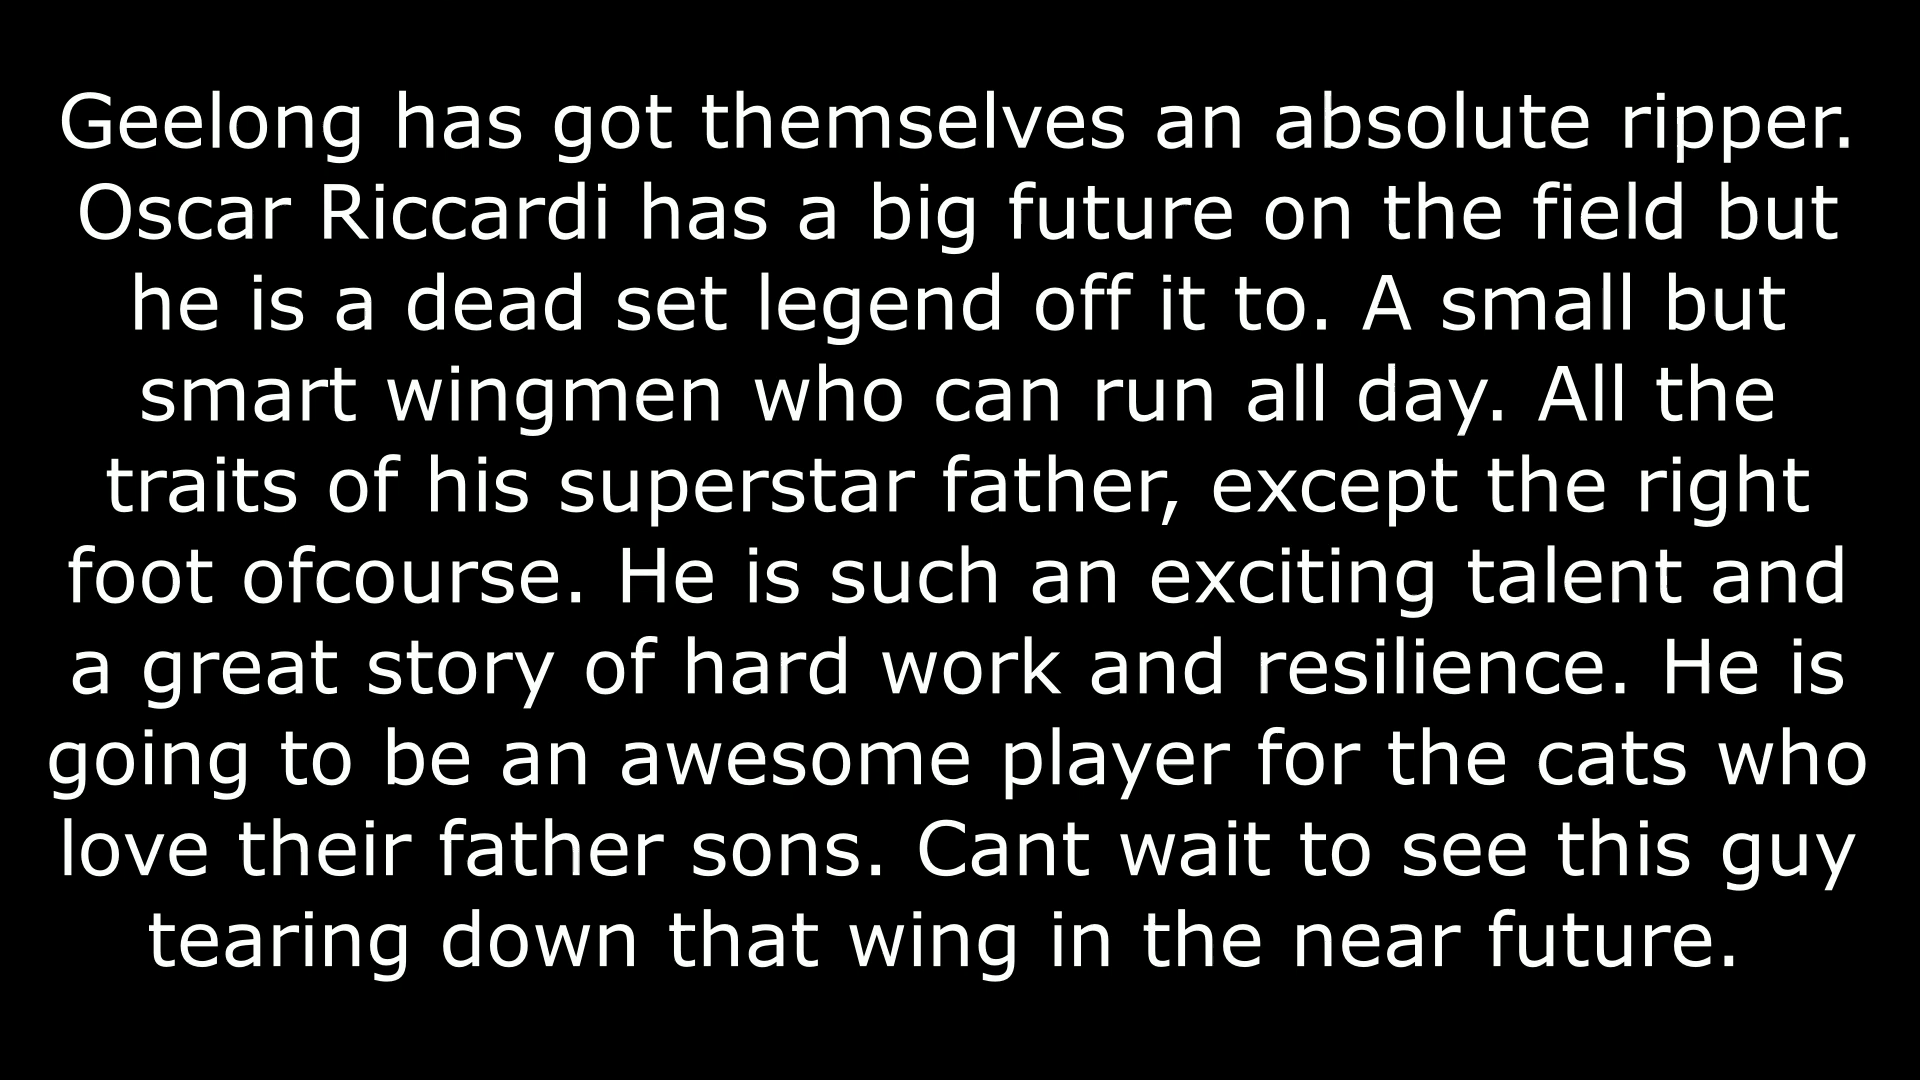 Geelong has got themselves an absolute ripper.
Oscar Riccardi has a big future on the field but
he is a dead set legend off it to. A small but
smart wingmen who can run all day. All the
traits of his superstar father, except the right
foot ofcourse. He is such an exciting talent and
a great story of hard work and resilience. He is
going to be an awesome player for the cats who
love their father sons. Cant wait to see this guy
tearing down that wing in the near future.